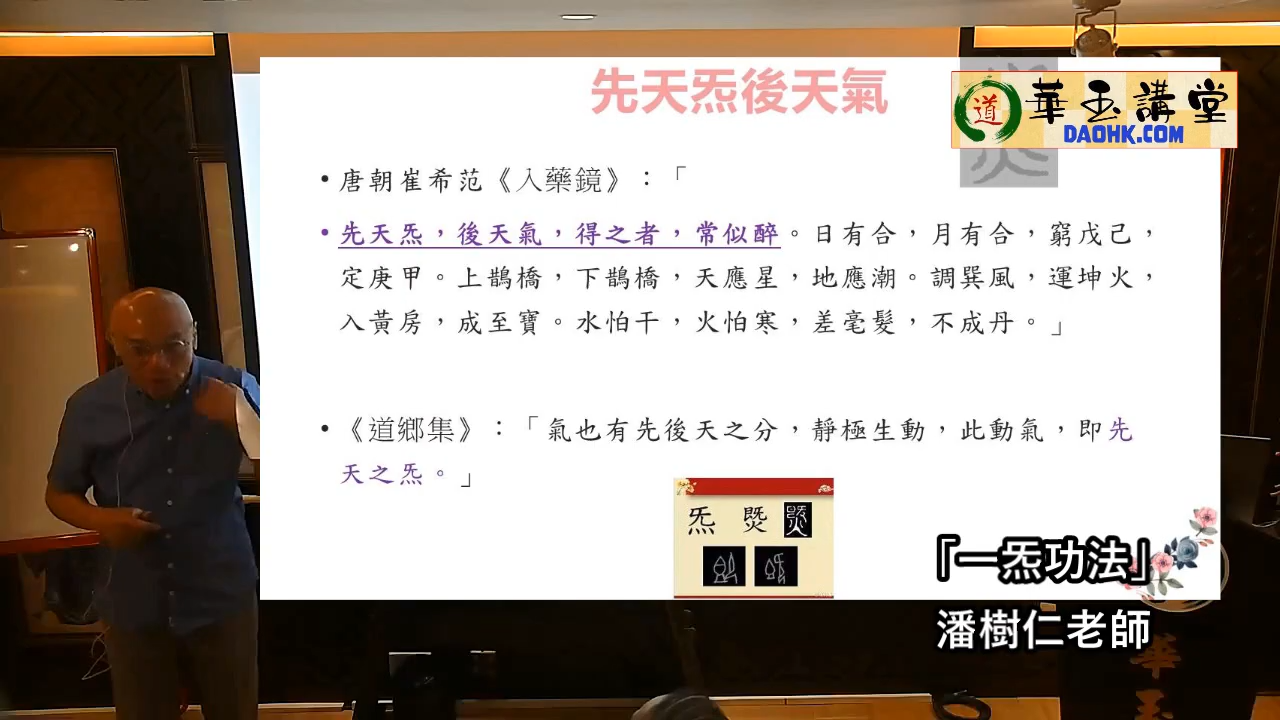 先天炁後天氣
道
華玉講堂
DAOHK.COM
• 唐朝崔希范《入藥鏡》：「
• 先天炁，後天氣，得之者，常似醉。日有合，月有合，窮戊己，
定庚甲。上鵲橋，下鵲橋，天應星，地應潮。調巽風，運坤火，
入黃房，成至寶。水怕干，火怕寒，差毫髮，不成丹。」
• 《道鄉集》：「氣也有先後天之分，靜極生動，此動氣，即先
天之炁。」
炁
「一炁功法」
潘樹仁老師
華玉